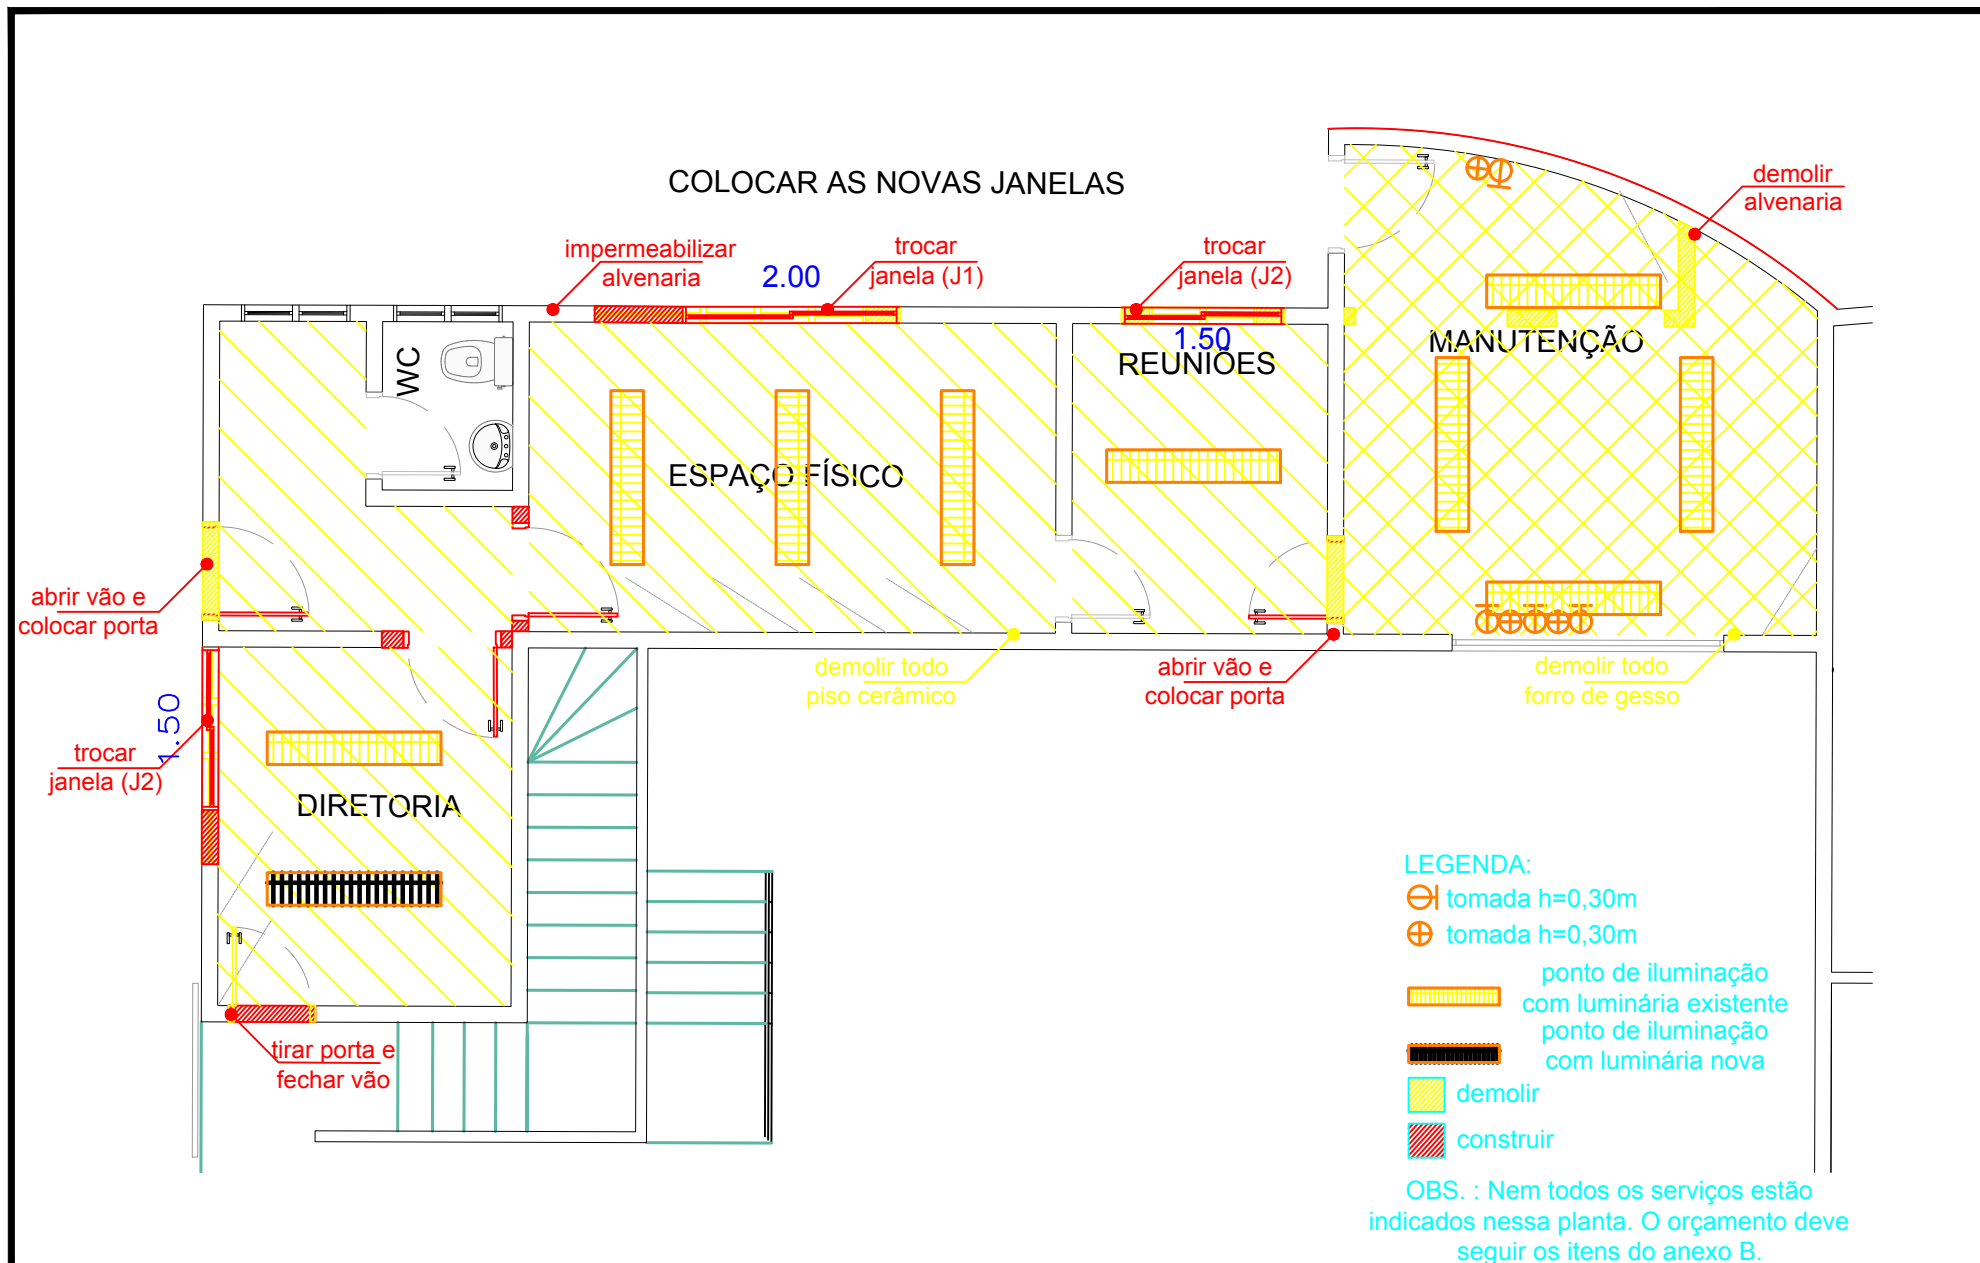 COLOCAR AS NOVAS JANELAS
demolir
alvenaria
impermeabilizar
alvenaria
2.00
trocar
janela (J1)
trocar
janela (J2)
1.50
REUNIÕES
MANUTENÇÃO
WC
ESPAÇO FÍSICO
abrir vão e
colocar porta
demolir todo
piso cerâmico
abrir vão e
colocar porta
demolir todo
forro de gesso
1.50
trocar
janela (J2)
DIRETORIA
tirar porta e
fechar vão
LEGENDA:
tomada h=0,30m
tomada h=0,30m
ponto de iluminação
com luminária existente
ponto de iluminação
com luminária nova
demolir
construir
OBS. : Nem todos os serviços estão
indicados nessa planta. O orçamento deve
seguir os itens do anexo B.